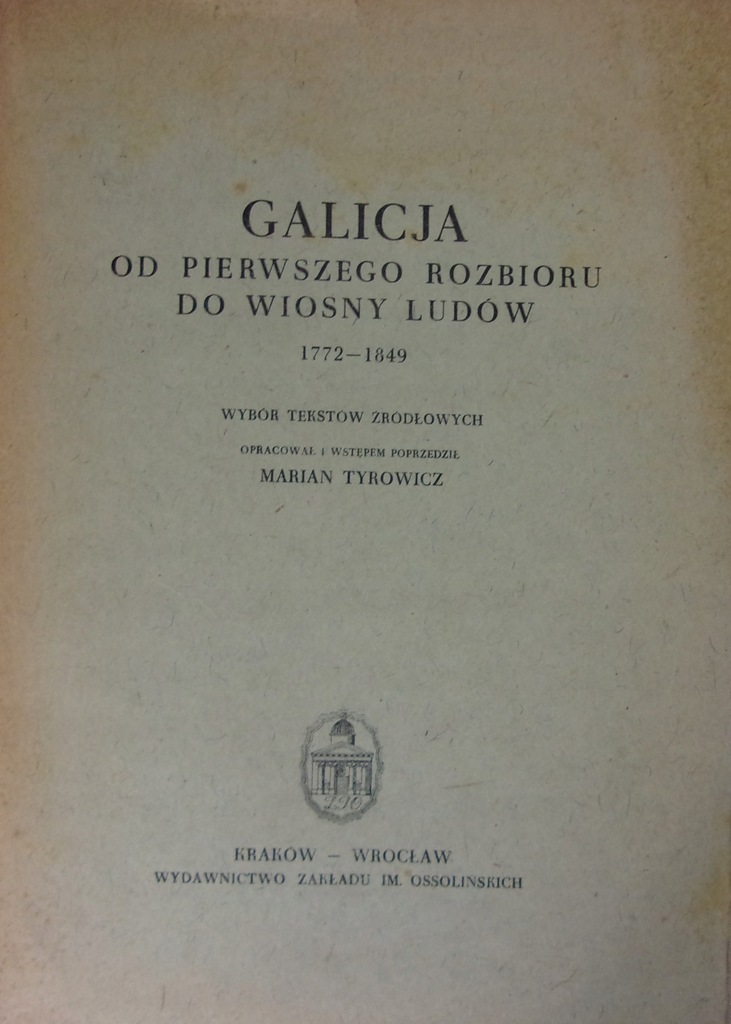 GALICJA
OD PIERWSZEGO ROZBIORU
DO WIOSNY LUDÓW
1772—1849
WYBÓR TEKSTÓW ŹRÓDŁOWYCH
OPRACOWAŁ I WSTĘPEM POPRZEDZIŁ
MARIAN TYROWICZ
ZIO
KRAKÓW — WROCŁAW
WYDAWNICTWO ZAKŁADU IM. OSSOLIŃSKICH